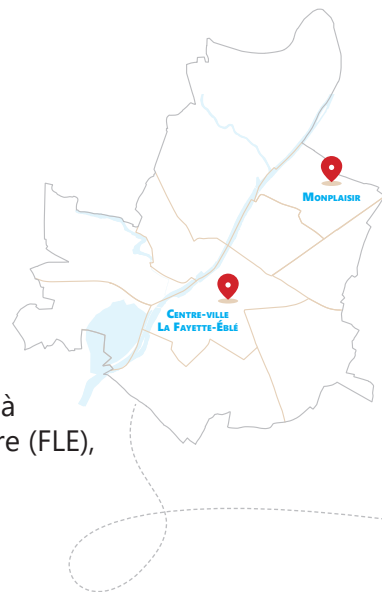 Monplaisir
Centre-ville
La Fayette-Éblé
à
re (FLE),